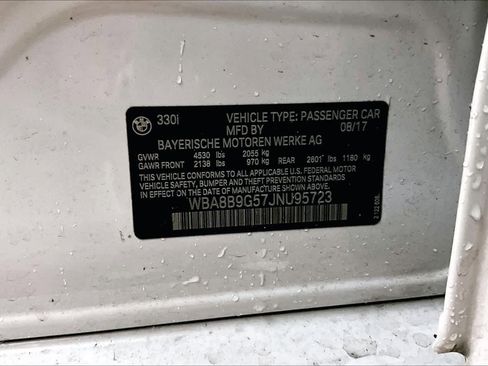 330i VEHICLE TYPE: PASSENGER CAR
MFD BY 08/17
BAYERISCHE MOTOREN WERKE AG
GVWR 4530 lbs 2055 kg
GAWR FRONT 2138 lbs 970 kg REAR 2601 lbs 1180 kg
THIS VEHICLE CONFORMS TO ALL APPLICABLE
FEDERAL MOTOR VEHICLE SAFETY, BUMPER,
AND THEFT PREVENTION STANDARDS IN EFFECT
ON THE DATE OF MANUFACTURE SHOWN ABOVE.
WBA8B9G57JNU95723